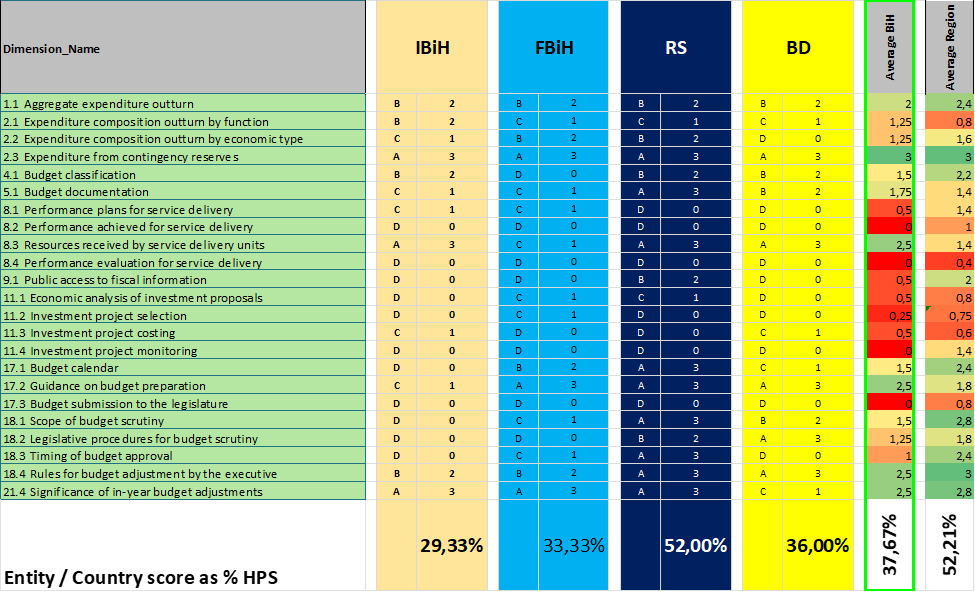 Dimension_Name IBiH FBiH RS BD Average BiH Average Region
1.1 Aggregate expenditure outturn B 2 B 2 B 2 B 2 2 2,4
2.1 Expenditure composition outturn by function B 2 C 1 C 1 C 1 1,25 0,8
2.2 Expenditure composition outturn by economic type C 1 B 2 B 2 D 0 1,25 1,6
2.3 Expenditure from contingency reserves A 3 A 3 A 3 A 3 3 3
4.1 Budget classification B 2 D 0 B 2 B 2 1,5 2,2
5.1 Budget documentation C 1 C 1 A 3 B 2 1,75 1,4
8.1 Performance plans for service delivery C 1 C 1 D 0 D 0 0,5 1,4
8.2 Performance achieved for service delivery D 0 D 0 D 0 D 0 0 1
8.3 Resources received by service delivery units A 3 C 1 A 3 A 3 2,5 1,4
8.4 Performance evaluation for service delivery D 0 D 0 D 0 D 0 0 0,4
9.1 Public access to fiscal information D 0 D 0 B 2 D 0 0,5 2
11.1 Economic analysis of investment proposals D 0 C 1 C 1 D 0 0,5 0,8
11.2 Investment project selection D 0 C 1 D 0 D 0 0,25 0,75
11.3 Investment project costing C 1 D 0 D 0 C 1 0,5 0,6
11.4 Investment project monitoring D 0 D 0 D 0 D 0 0 1,4
17.1 Budget calendar D 0 B 2 A 3 C 1 1,5 2,4
17.2 Guidance on budget preparation C 1 A 3 A 3 A 3 2,5 1,8
17.3 Budget submission to the legislature D 0 D 0 D 0 D 0 0 0,8
18.1 Scope of budget scrutiny D 0 C 1 A 3 B 2 1,5 2,8
18.2 Legislative procedures for budget scrutiny D 0 D 0 B 2 A 3 1,25 1,8
18.3 Timing of budget approval D 0 C 1 A 3 D 0 1 2,4
18.4 Rules for budget adjustment by the executive B 2 B 2 A 3 A 3 2,5 3
21.4 Significance of in-year budget adjustments A 3 A 3 A 3 C 1 2,5 2,8
Entity / Country score as % HPS 29,33% 33,33% 52,00% 36,00% 37,67% 52,21%